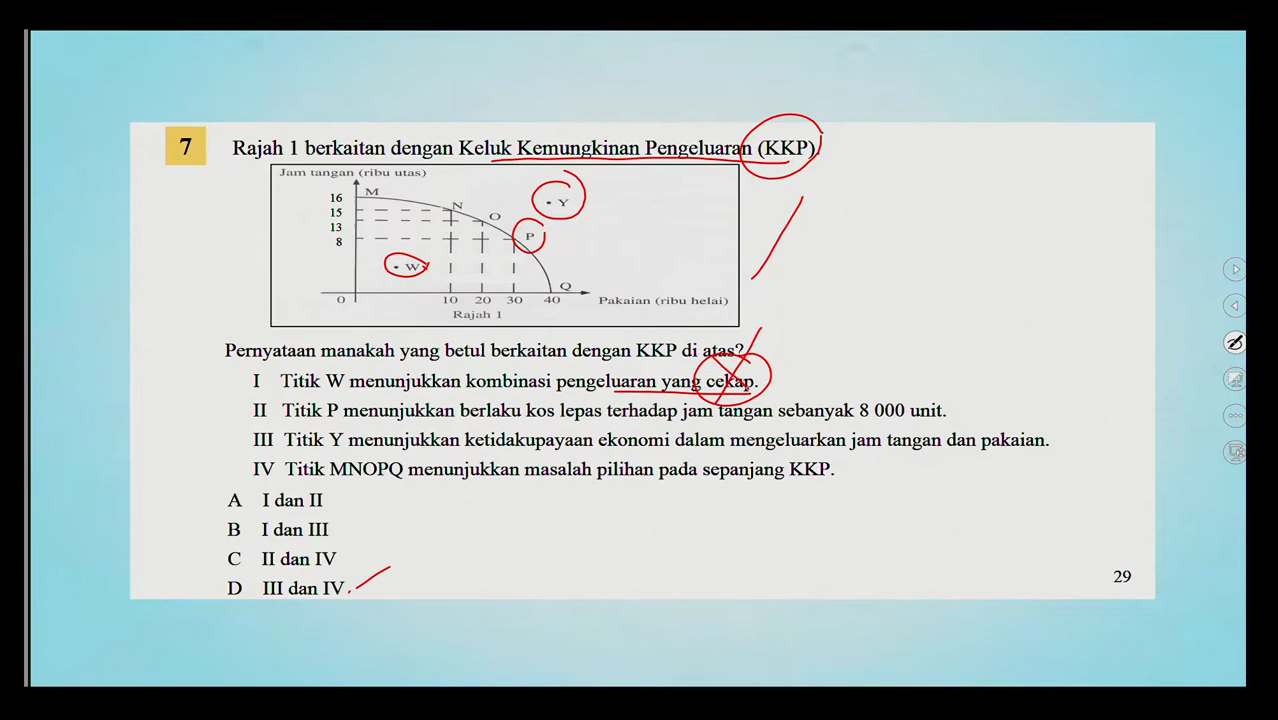 7 Rajah 1 berkaitan dengan Keluk Kemungkinan Pengeluaran (KKP).
Jam tangan (ribu utas)
16 M
15 N
13 O
8 P
Y
W
Q
0 10 20 30 40 Pakaian (ribu helai)
Rajah 1
Pernyataan manakah yang betul berkaitan dengan KKP di atas?
I Titik W menunjukkan kombinasi pengeluaran yang cekap.
II Titik P menunjukkan berlaku kos lepas terhadap jam tangan sebanyak 8 000 unit.
III Titik Y menunjukkan ketidakupayaan ekonomi dalam mengeluarkan jam tangan dan pakaian.
IV Titik MNOPQ menunjukkan masalah pilihan pada sepanjang KKP.
A I dan II
B I dan III
C II dan IV
D III dan IV
29